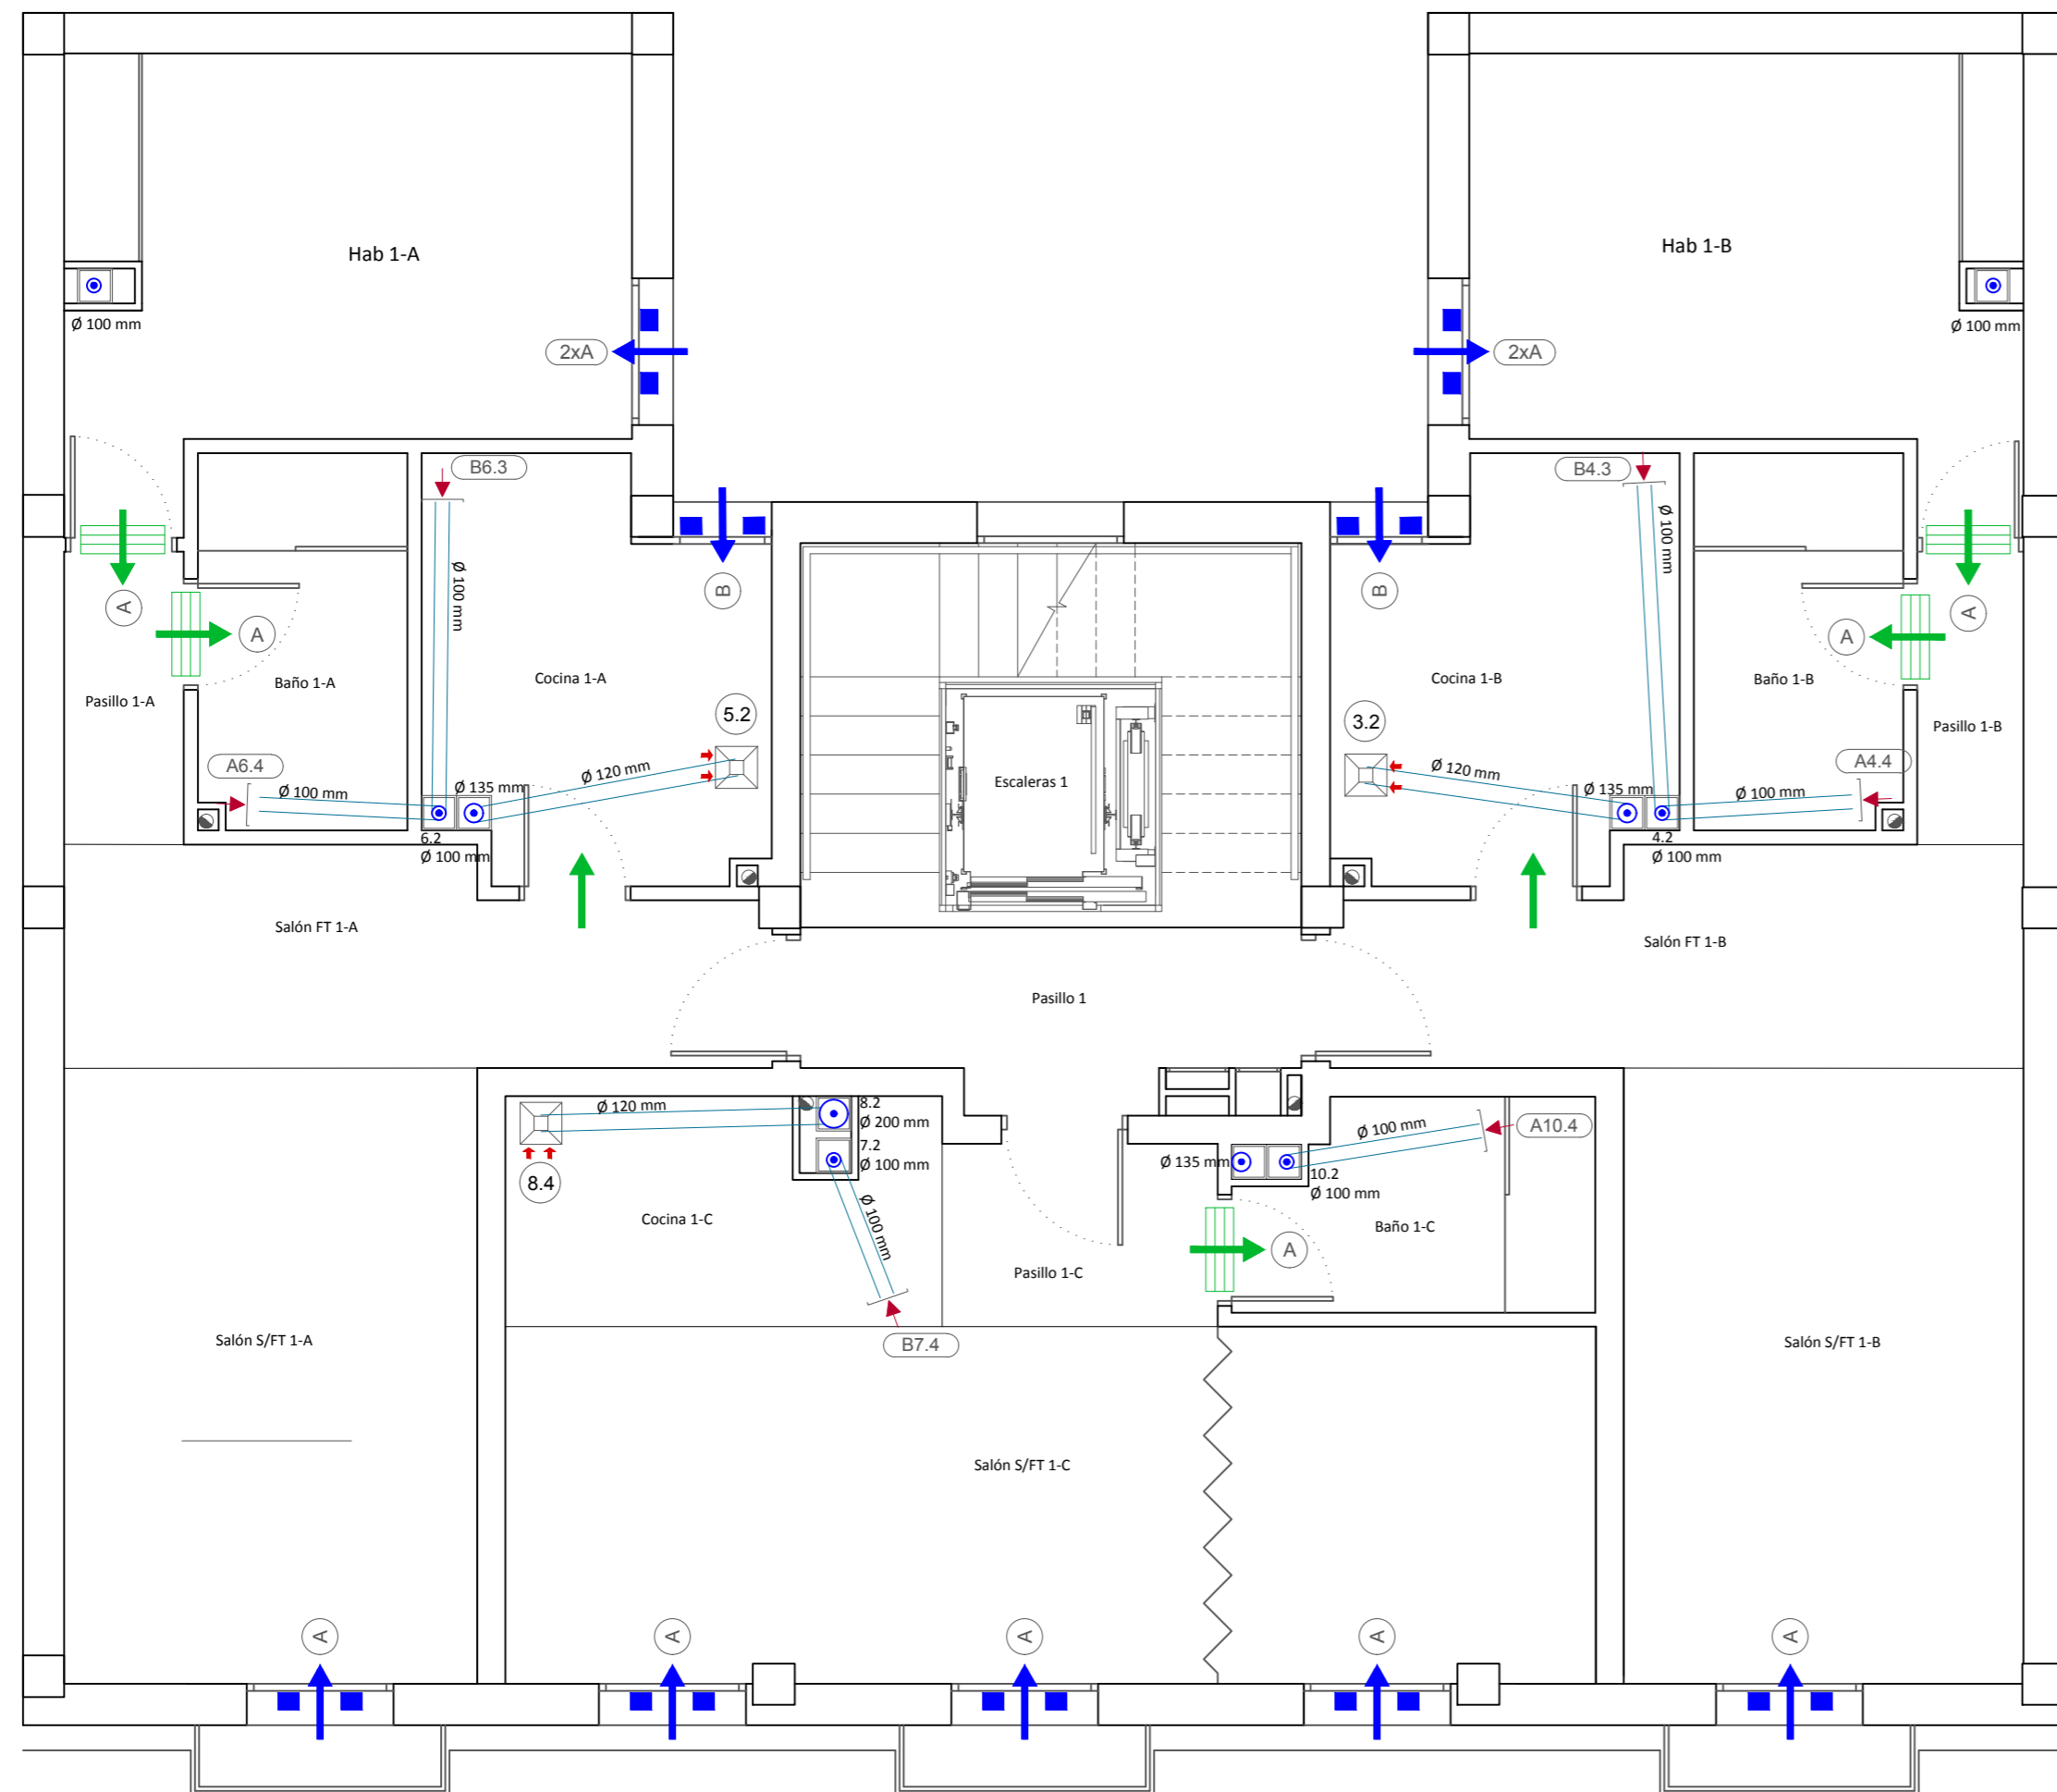 Hab 1-A
Hab 1-B
Ø 100 mm
Ø 100 mm
2xA
2xA
B6.3
B4.3
Ø 100 mm
Ø 100 mm
B
B
A
A
A
A
Pasillo 1-A
Baño 1-A
Cocina 1-A
Cocina 1-B
Baño 1-B
Pasillo 1-B
5.2
3.2
A6.4
A4.4
Ø 100 mm
Ø 135 mm
Ø 120 mm
Escaleras 1
Ø 120 mm
Ø 135 mm
Ø 100 mm
6.2
Ø 100 mm
4.2
Ø 100 mm
Salón FT 1-A
Salón FT 1-B
Pasillo 1
Ø 120 mm
8.2
Ø 200 mm
7.2
Ø 100 mm
8.4
Ø 100 mm
A10.4
Ø 135 mm
10.2
Ø 100 mm
Cocina 1-C
Ø 100 mm
Baño 1-C
A
Pasillo 1-C
B7.4
Salón S/FT 1-A
Salón S/FT 1-B
Salón S/FT 1-C
A
A
A
A
A